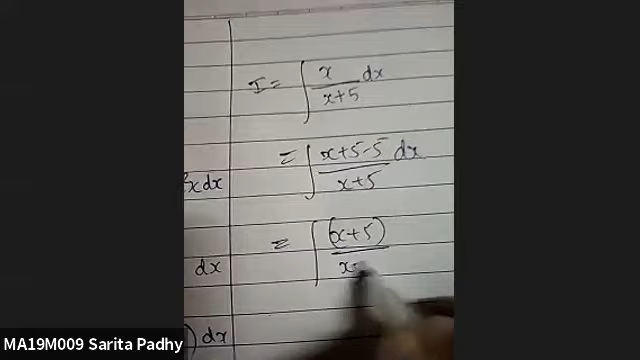 I = ∫ x/(x+5) dx
= ∫ (x+5-5)/(x+5) dx
x dx
= ∫ (x+5)/x
dx
) dx
MA19M009 Sarita Padhy